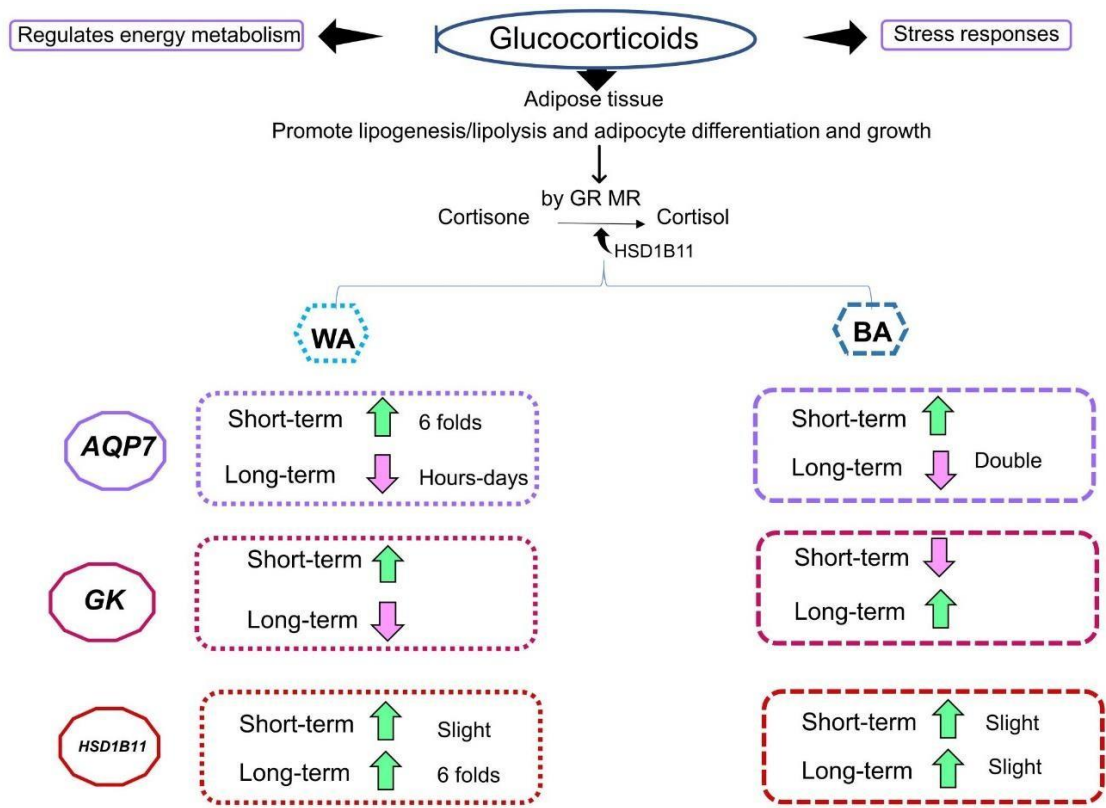 Regulates energy metabolism
Glucocorticoids
Stress responses
Adipose tissue
Promote lipogenesis/lipolysis and adipocyte differentiation and growth
by GR MR
Cortisone
Cortisol
HSD1B11
WA
BA
AQP7
Short-term
6 folds
Long-term
Hours-days
Short-term
Long-term
Double
GK
Short-term
Long-term
Short-term
Long-term
HSD1B11
Short-term
Slight
Long-term
6 folds
Short-term
Slight
Long-term
Slight